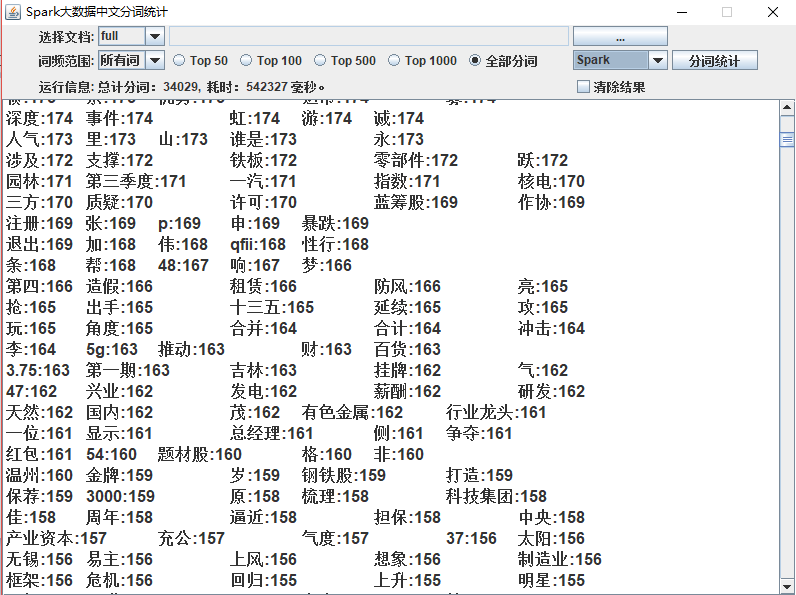 Spark大数据中文分词统计
选择文档: full ...
词频范围: 所有词 Top 50 Top 100 Top 500 Top 1000 全部分词 Spark 分词统计
运行信息: 总计分词：34029, 耗时：542327 毫秒。 清除结果
深度:174 事件:174 虹:174 游:174 诚:174
人气:173 里:173 山:173 谁是:173 永:173
涉及:172 支撑:172 铁板:172 零部件:172 跃:172
园林:171 第三季度:171 一汽:171 指数:171 核电:170
三方:170 质疑:170 许可:170 蓝筹股:169 作协:169
注册:169 张:169 p:169 申:169 暴跌:169
退出:169 加:168 伟:168 qfii:168 性行:168
条:168 帮:168 48:167 响:167 梦:166
第四:166 造假:166 租赁:166 防风:166 亮:165
抢:165 出手:165 十三五:165 延续:165 攻:165
玩:165 角度:165 合并:164 合计:164 冲击:164
李:164 5g:163 推动:163 财:163 百货:163
3.75:163 第一期:163 吉林:163 挂牌:162 气:162
47:162 兴业:162 发电:162 薪酬:162 研发:162
天然:162 国内:162 茂:162 有色金属:162 行业龙头:161
一位:161 显示:161 总经理:161 侧:161 争夺:161
红包:161 54:160 题材股:160 格:160 非:160
温州:160 金牌:159 岁:159 钢铁股:159 打造:159
保荐:159 3000:159 原:158 梳理:158 科技集团:158
佳:158 周年:158 逼近:158 担保:158 中央:158
产业资本:157 充公:157 气度:157 37:156 太阳:156
无锡:156 易主:156 上风:156 想象:156 制造业:156
框架:156 危机:156 回归:155 上升:155 明星:155